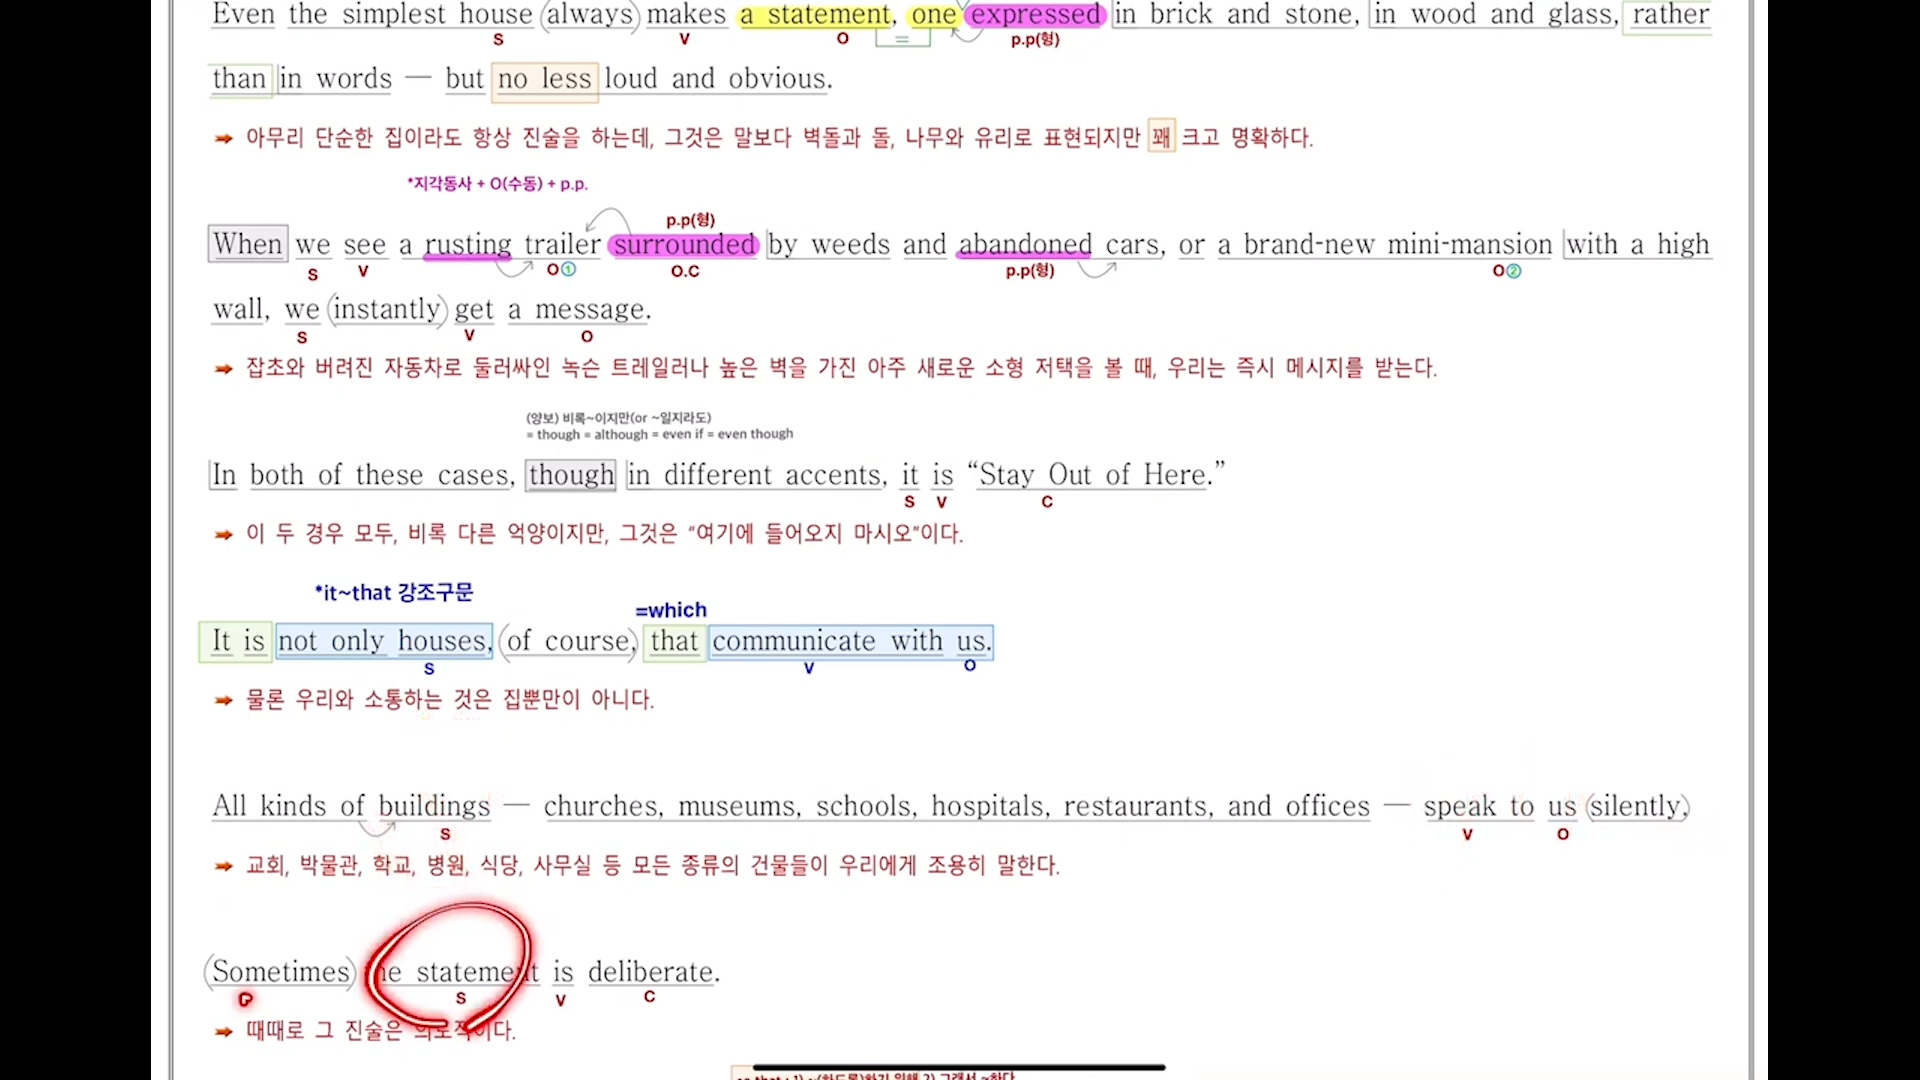 Even the simplest house (always) makes a statement, one expressed in brick and stone, in wood and glass, rather
S V O = p.p(형)
than in words — but no less loud and obvious.
➡ 아무리 단순한 집이라도 항상 진술을 하는데, 그것은 말보다 벽돌과 돌, 나무와 유리로 표현되지만 꽤 크고 명확하다.
*지각동사 + O(수동) + p.p.
p.p(형)
When we see a rusting trailer surrounded by weeds and abandoned cars, or a brand-new mini-mansion with a high
S V O① O.C p.p(형) O②
wall, we (instantly) get a message.
S V O
➡ 잡초와 버려진 자동차로 둘러싸인 녹슨 트레일러나 높은 벽을 가진 아주 새로운 소형 저택을 볼 때, 우리는 즉시 메시지를 받는다.
(양보) 비록~이지만(or ~일지라도)
= though = although = even if = even though
In both of these cases, though in different accents, it is “Stay Out of Here.”
S V C
➡ 이 두 경우 모두, 비록 다른 억양이지만, 그것은 “여기에 들어오지 마시오”이다.
*it~that 강조구문
=which
It is not only houses, (of course,) that communicate with us.
S V O
➡ 물론 우리와 소통하는 것은 집뿐만이 아니다.
All kinds of buildings — churches, museums, schools, hospitals, restaurants, and offices — speak to us (silently,)
S V O
➡ 교회, 박물관, 학교, 병원, 식당, 사무실 등 모든 종류의 건물들이 우리에게 조용히 말한다.
(Sometimes) the statement is deliberate.
S V C
➡ 때때로 그 진술은 의도적이다.